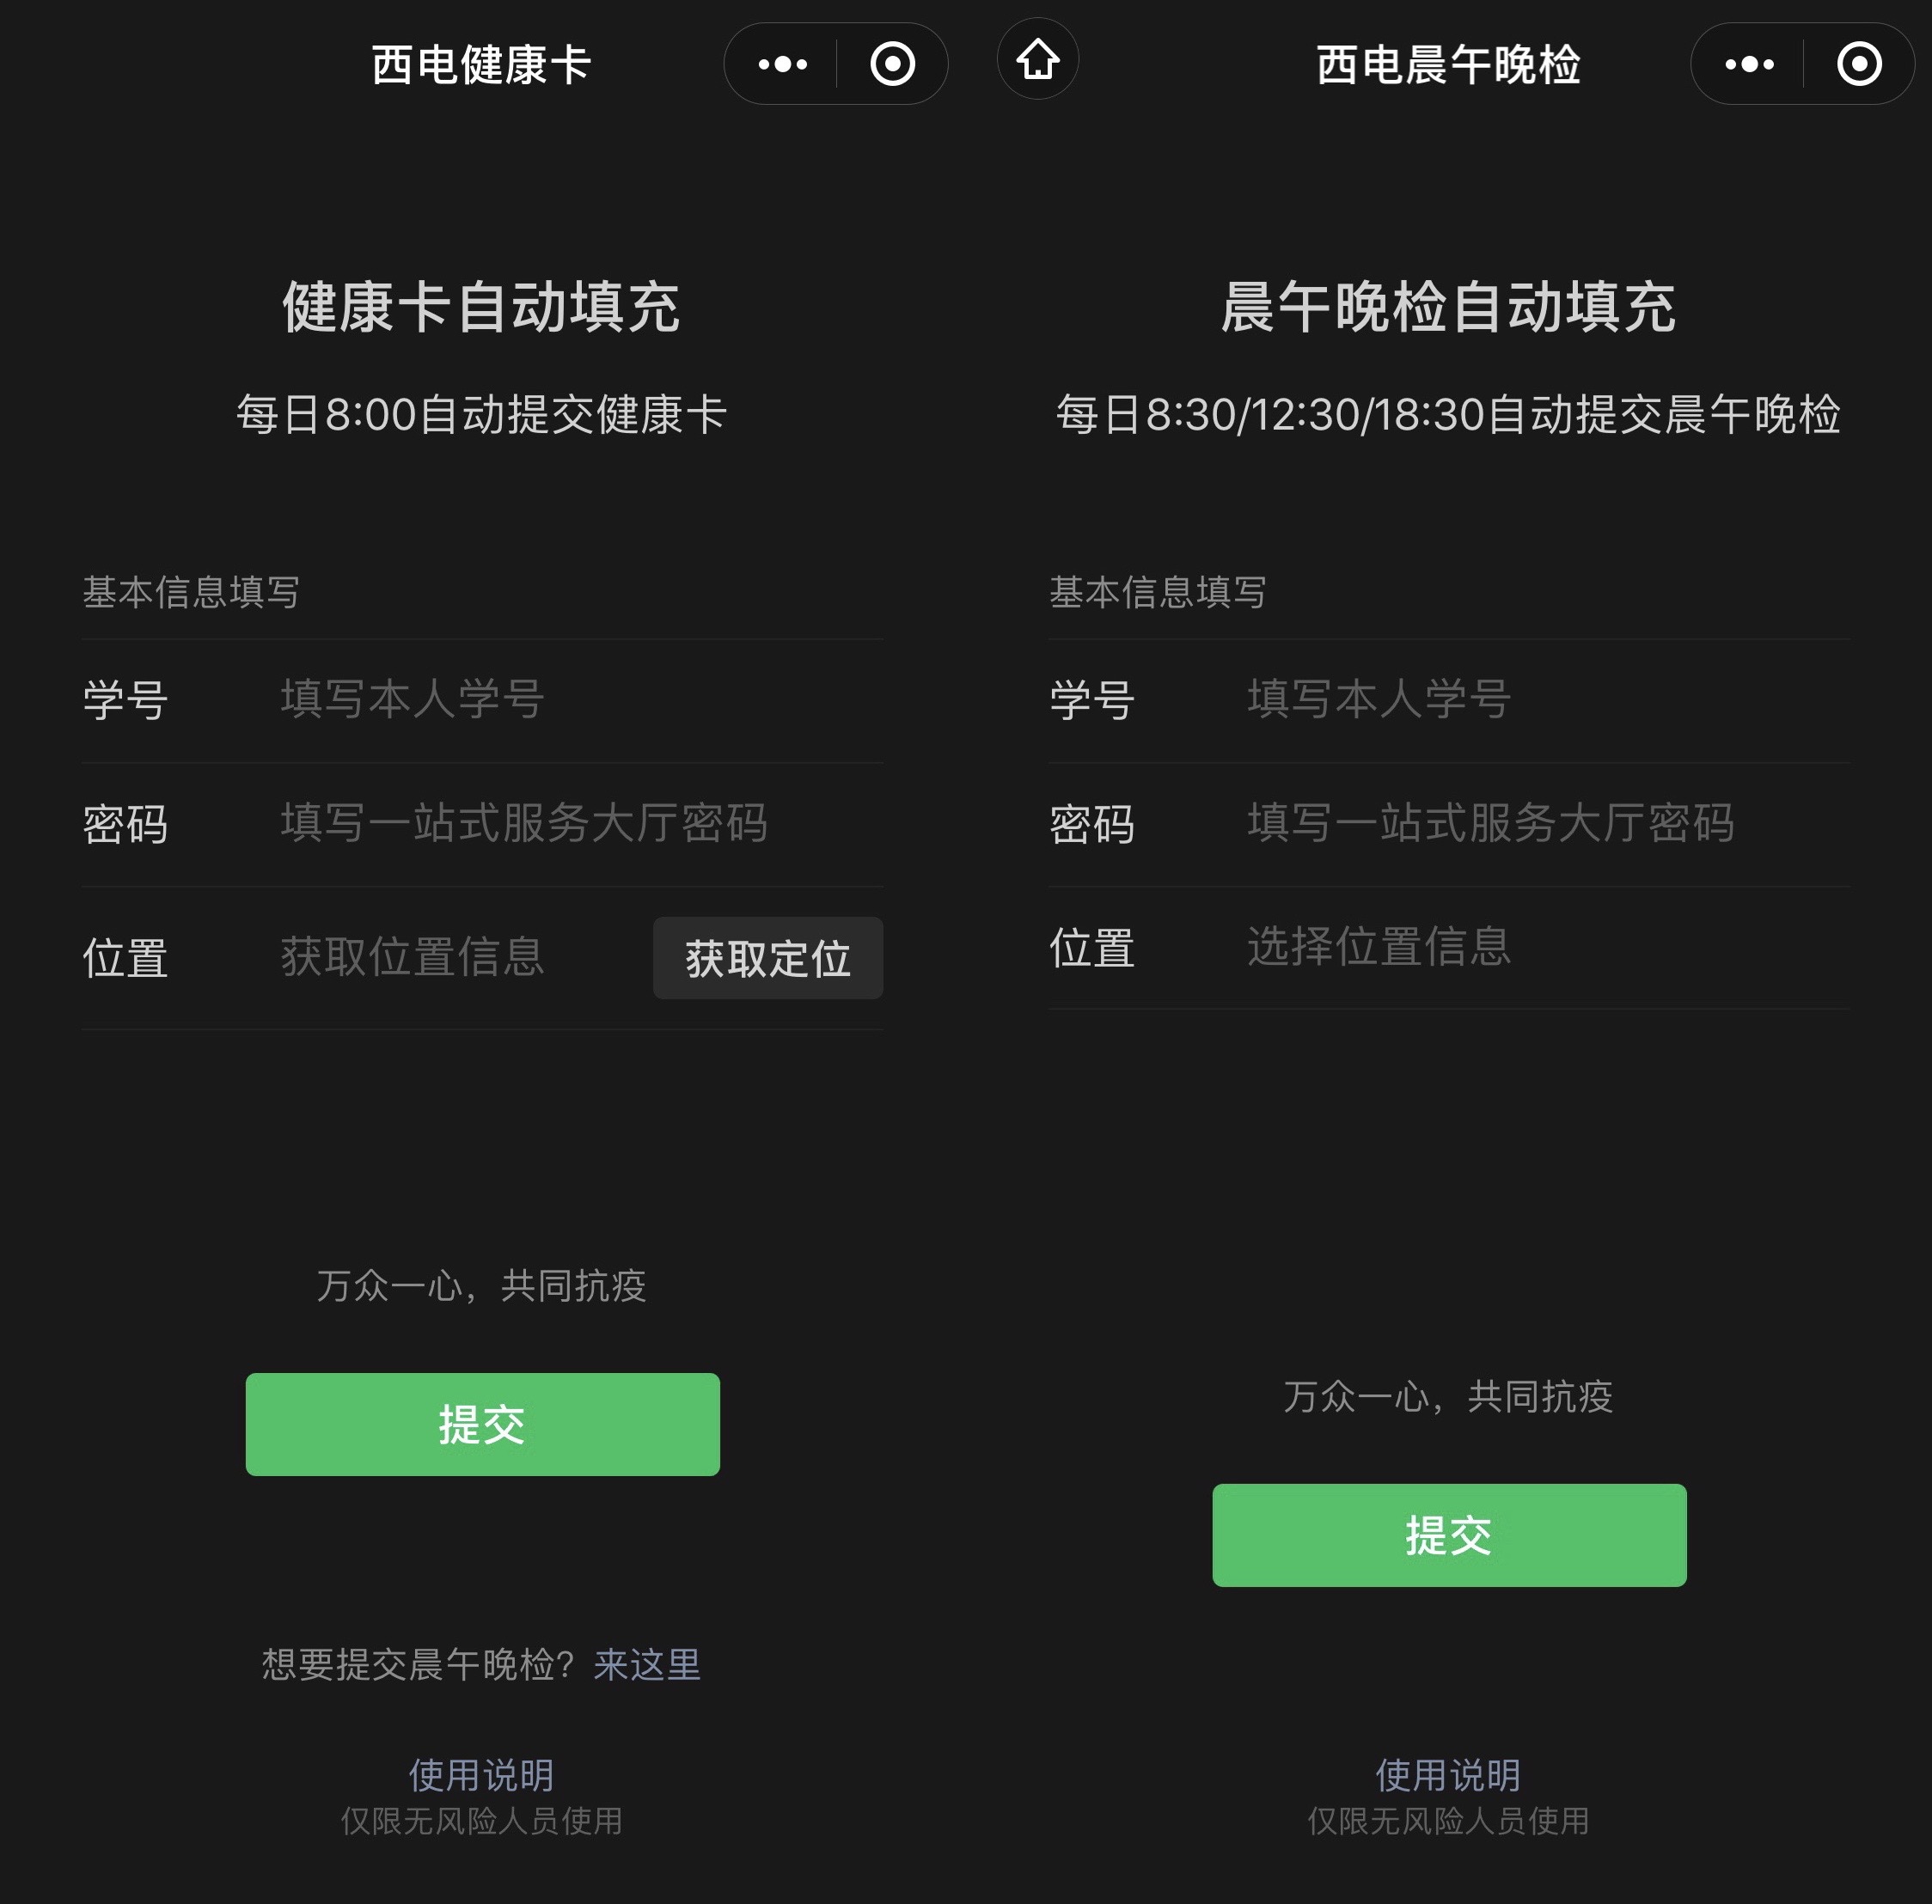 西电健康卡
健康卡自动填充
每日8:00自动提交健康卡
基本信息填写
学号 填写本人学号
密码 填写一站式服务大厅密码
位置 获取位置信息 获取定位
万众一心，共同抗疫
提交
想要提交晨午晚检？来这里
使用说明
仅限无风险人员使用
西电晨午晚检
晨午晚检自动填充
每日8:30/12:30/18:30自动提交晨午晚检
基本信息填写
学号 填写本人学号
密码 填写一站式服务大厅密码
位置 选择位置信息
万众一心，共同抗疫
提交
使用说明
仅限无风险人员使用